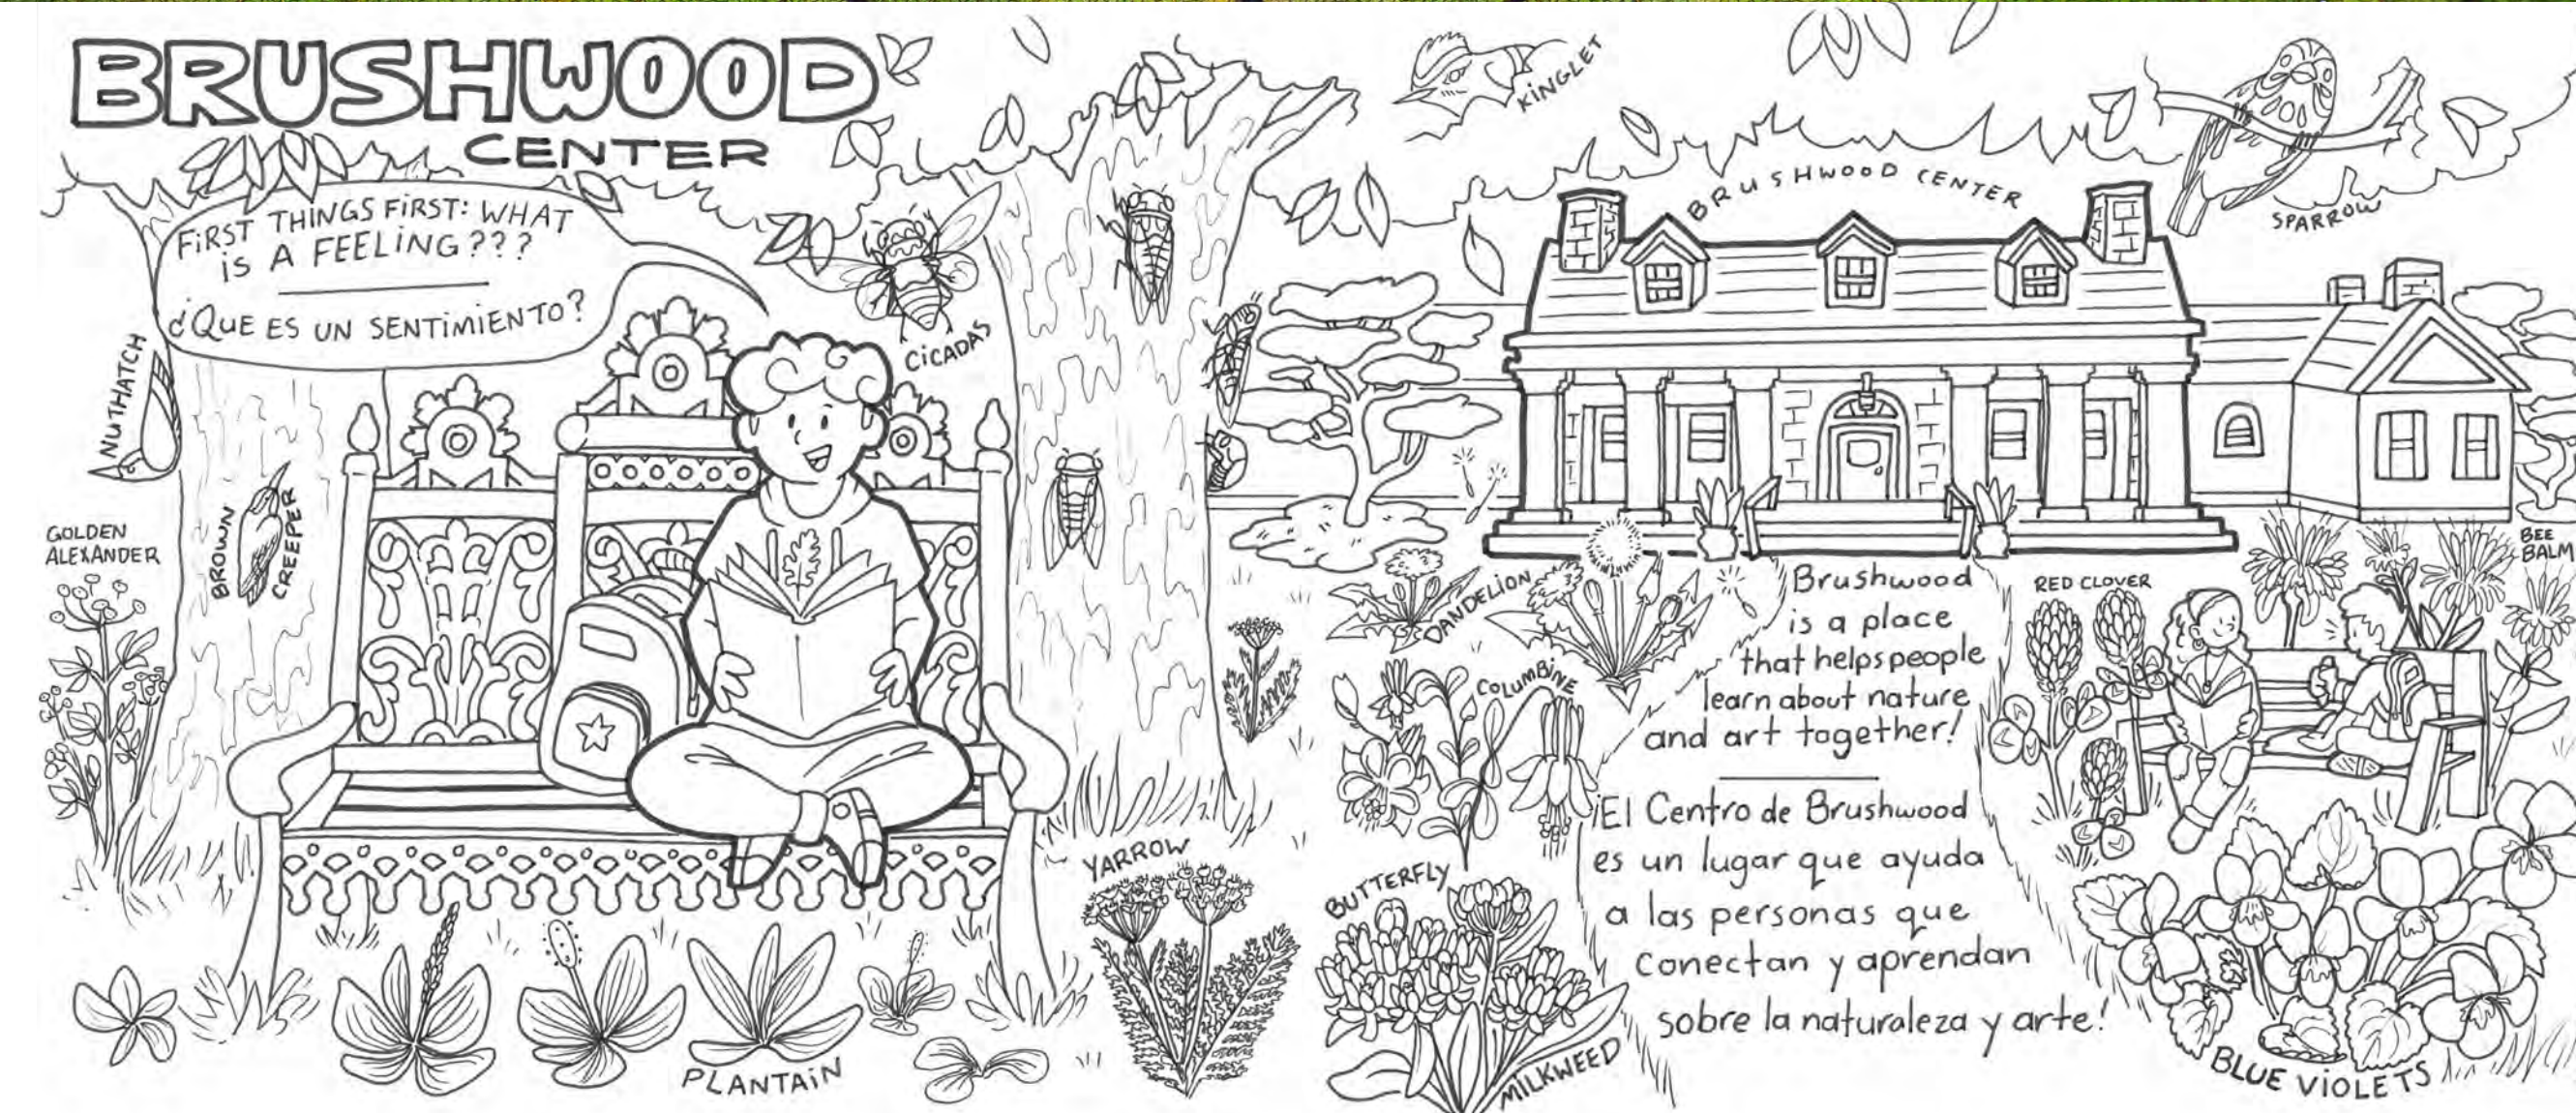 BRUSHWOOD
CENTER
FIRST THINGS FIRST: WHAT
IS A FEELING???
¿QUE ES UN SENTIMIENTO?
NUTHATCH
BROWN
CREEPER
GOLDEN
ALEXANDER
CICADAS
KINGLET
BRUSHWOOD CENTER
SPARROW
DANDELION
COLUMBINE
YARROW
BUTTERFLY
MILKWEED
PLANTAIN
Brushwood
is a place
that helps people
learn about nature
and art together!
¡El Centro de Brushwood
es un lugar que ayuda
a las personas que
conectan y aprendan
sobre la naturaleza y arte!
RED CLOVER
BEE
BALM
BLUE VIOLETS